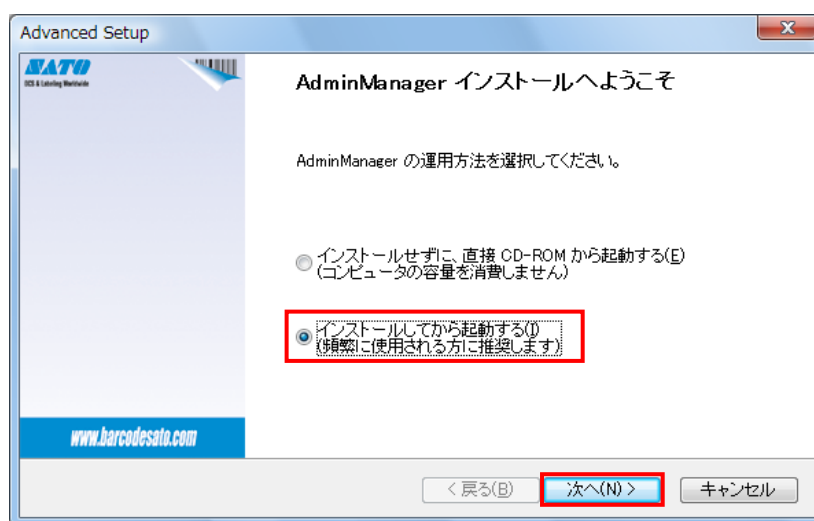 Advanced Setup
SATO
DCS & Labeling Worldwide
AdminManager インストールへようこそ
AdminManager の運用方法を選択してください。
インストールせずに、直接 CD-ROM から起動する(E)
(コンピュータの容量を消費しません)
インストールしてから起動する(I)
(頻繁に使用される方に推奨します)
www.barcodesato.com
< 戻る(B)
次へ(N) >
キャンセル